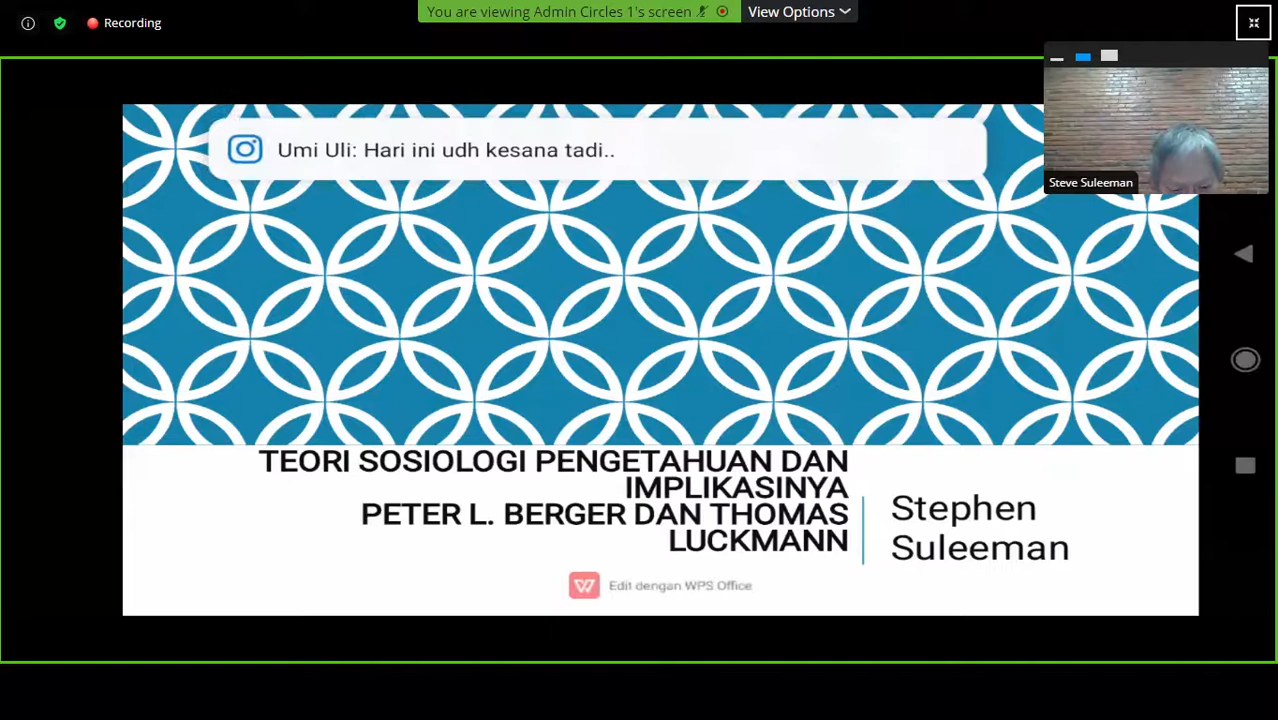 You are viewing Admin Circles 1's screen
View Options
Recording
Umi Uli: Hari ini udh kesana tadi..
Steve Suleeman
TEORI SOSIOLOGI PENGETAHUAN DAN
IMPLIKASINYA
PETER L. BERGER DAN THOMAS
LUCKMANN
Stephen
Suleeman
Edit dengan WPS Office